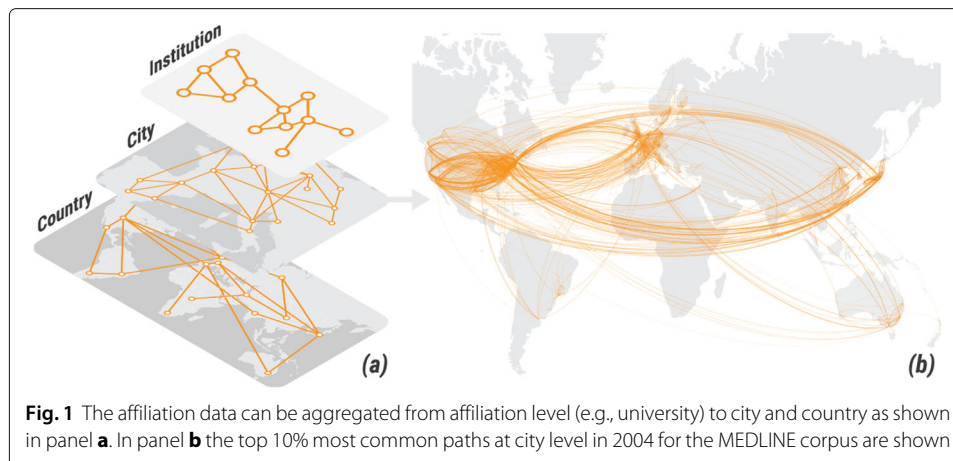 Institution
City
Country
(a)
(b)
Fig. 1 The affiliation data can be aggregated from affiliation level (e.g., university) to city and country as shown
in panel a. In panel b the top 10% most common paths at city level in 2004 for the MEDLINE corpus are shown